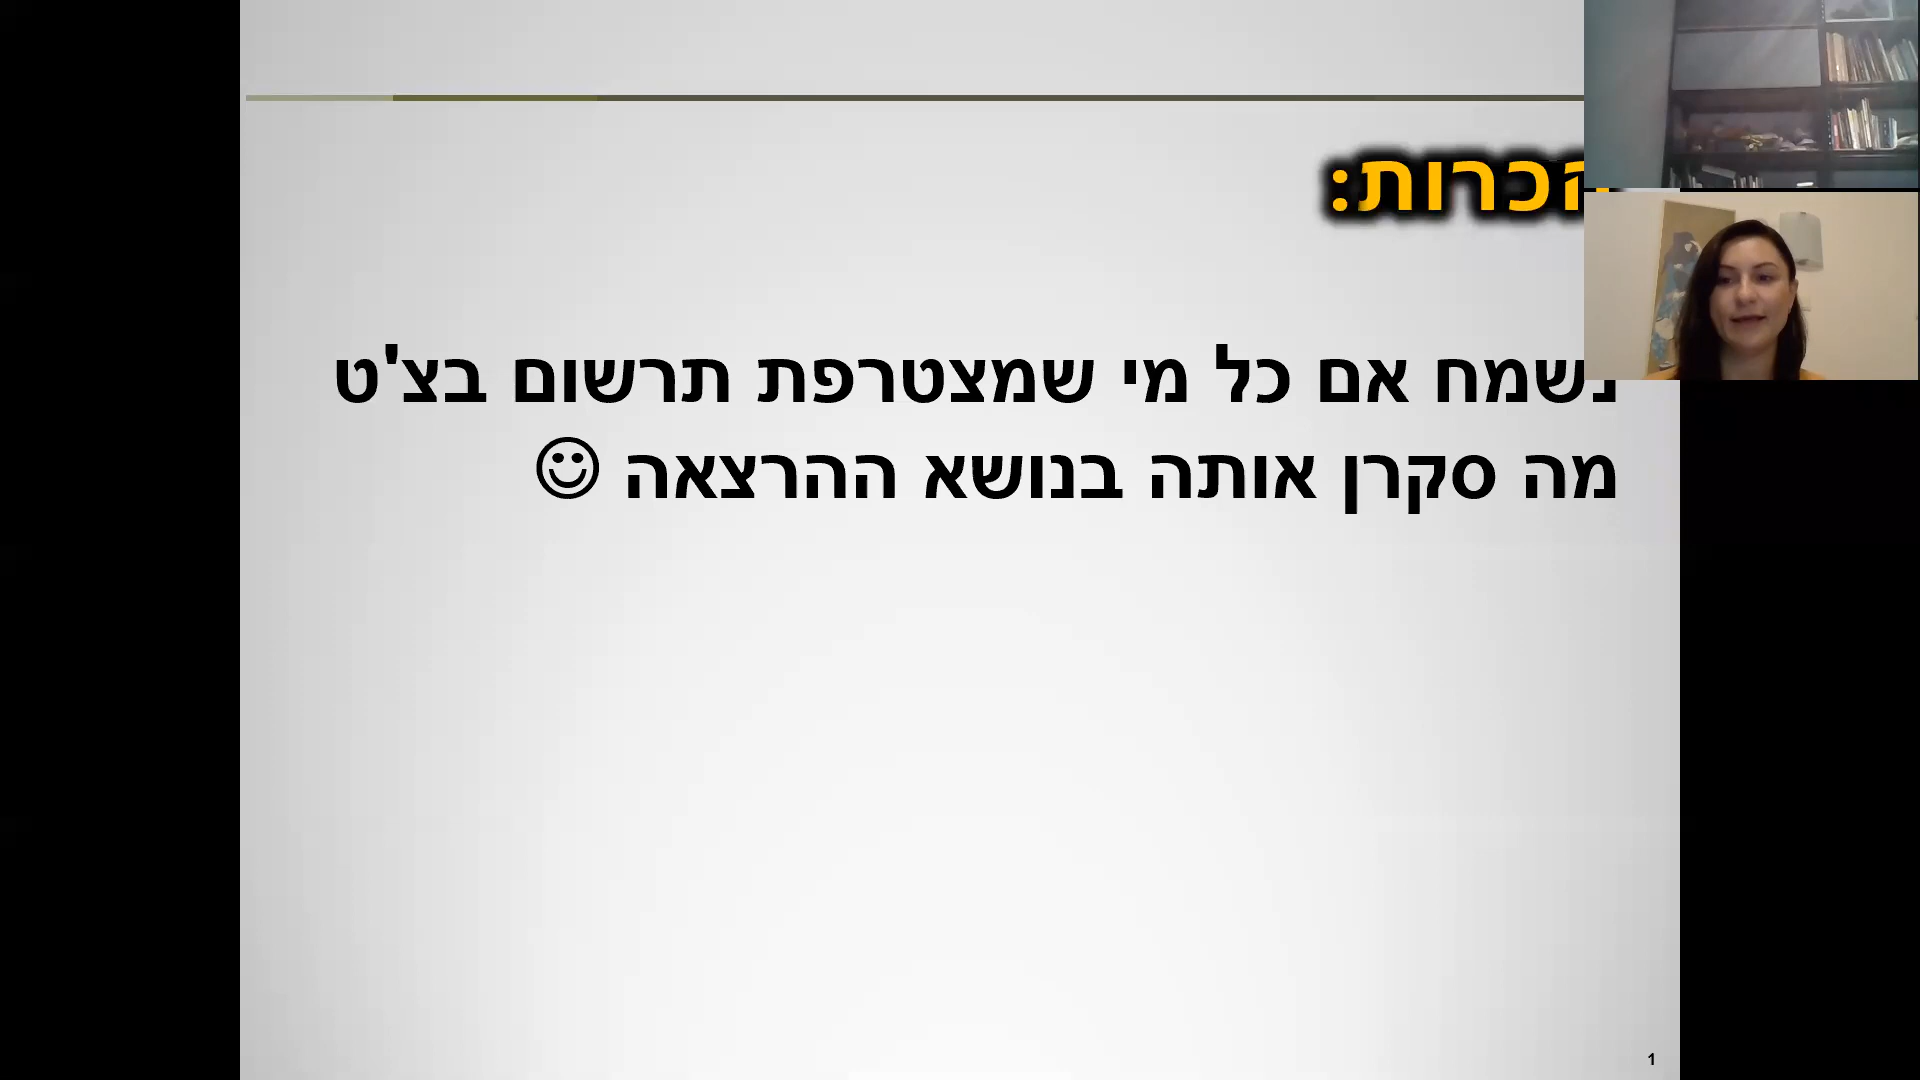 הכרות:
נשמח אם כל מי שמצטרפת תרשום בצ'ט
מה סקרן אותה בנושא ההרצאה ☺
1